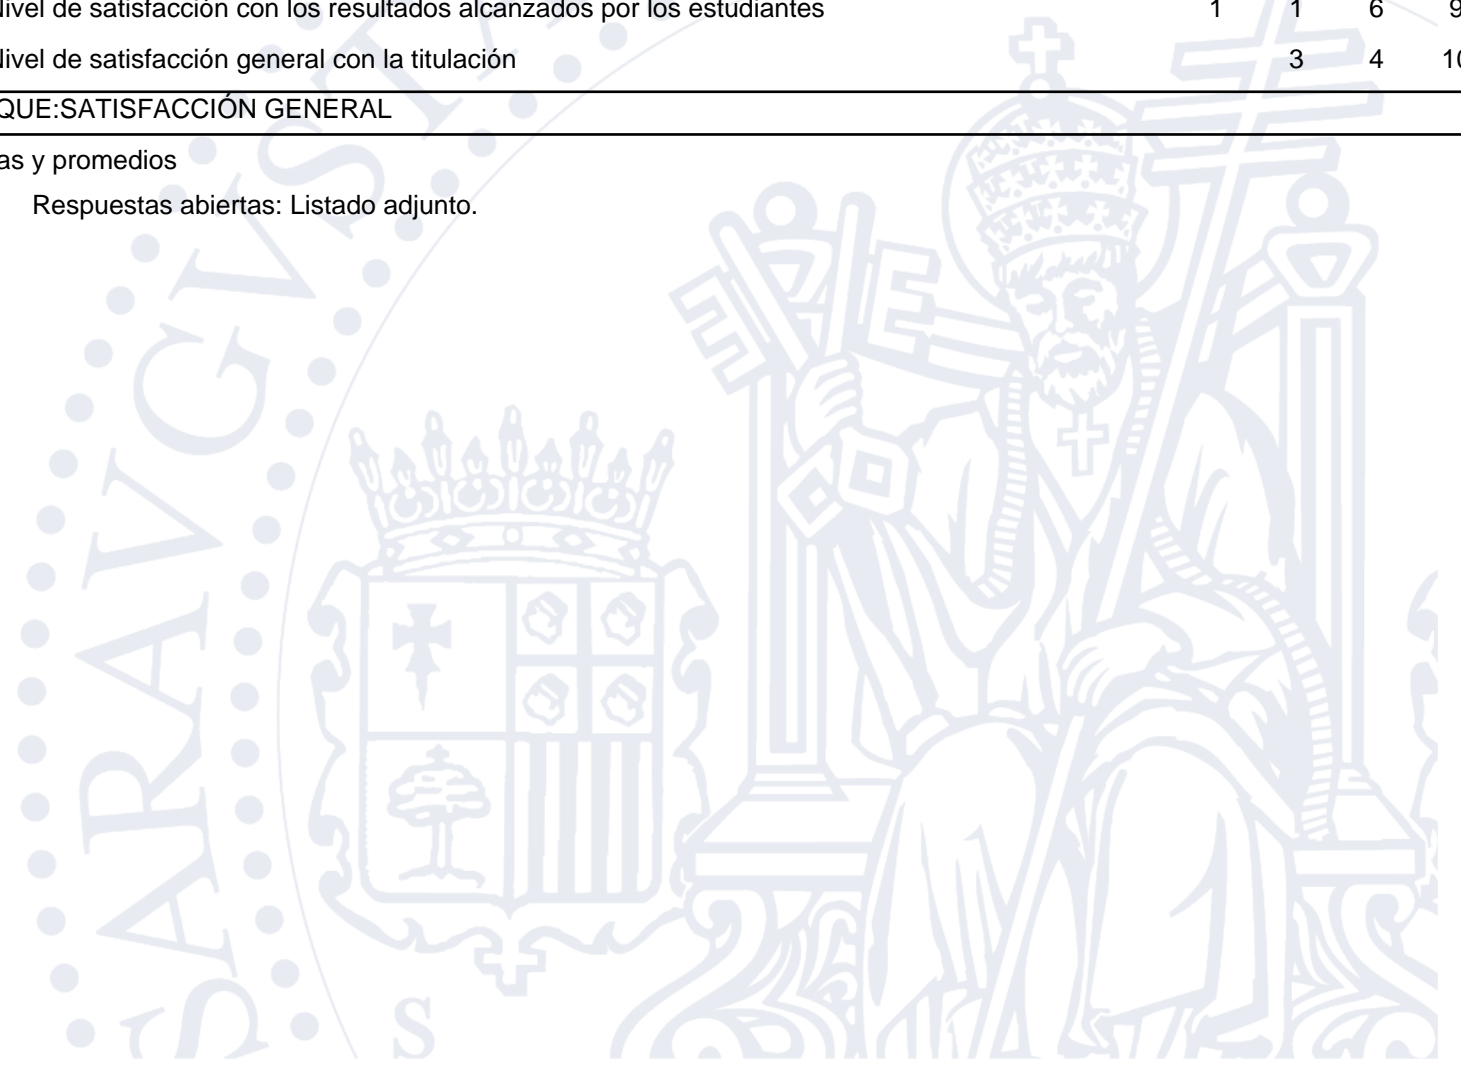 Nivel de satisfacción con los resultados alcanzados por los estudiantes 1 1 6 9
Nivel de satisfacción general con la titulación 3 4 10
QUE:SATISFACCIÓN GENERAL
as y promedios
Respuestas abiertas: Listado adjunto.
SARAVGVSTA
S